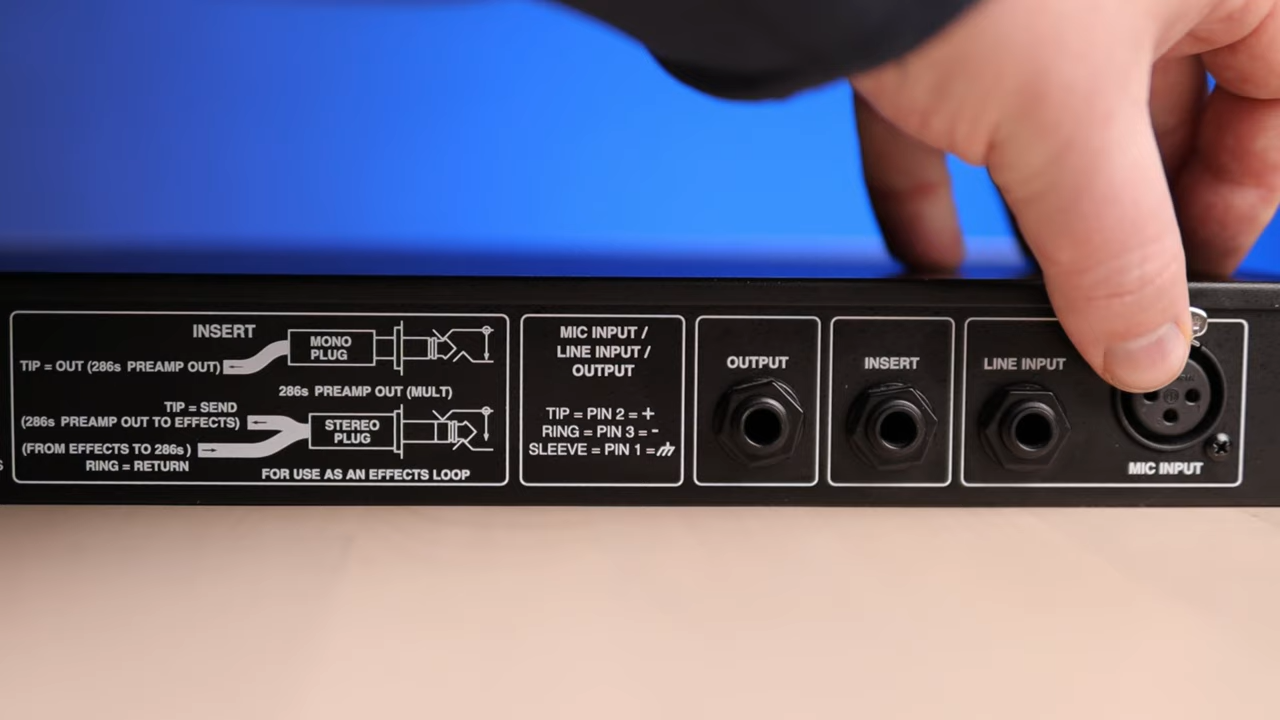 INSERT
MONO
PLUG
TIP = OUT (286s PREAMP OUT)
286s PREAMP OUT (MULT)
TIP = SEND
(286s PREAMP OUT TO EFFECTS)
STEREO
PLUG
(FROM EFFECTS TO 286s)
RING = RETURN
FOR USE AS AN EFFECTS LOOP
MIC INPUT /
LINE INPUT /
OUTPUT
TIP = PIN 2 = +
RING = PIN 3 = -
SLEEVE = PIN 1 =
OUTPUT
INSERT
LINE INPUT
MIC INPUT